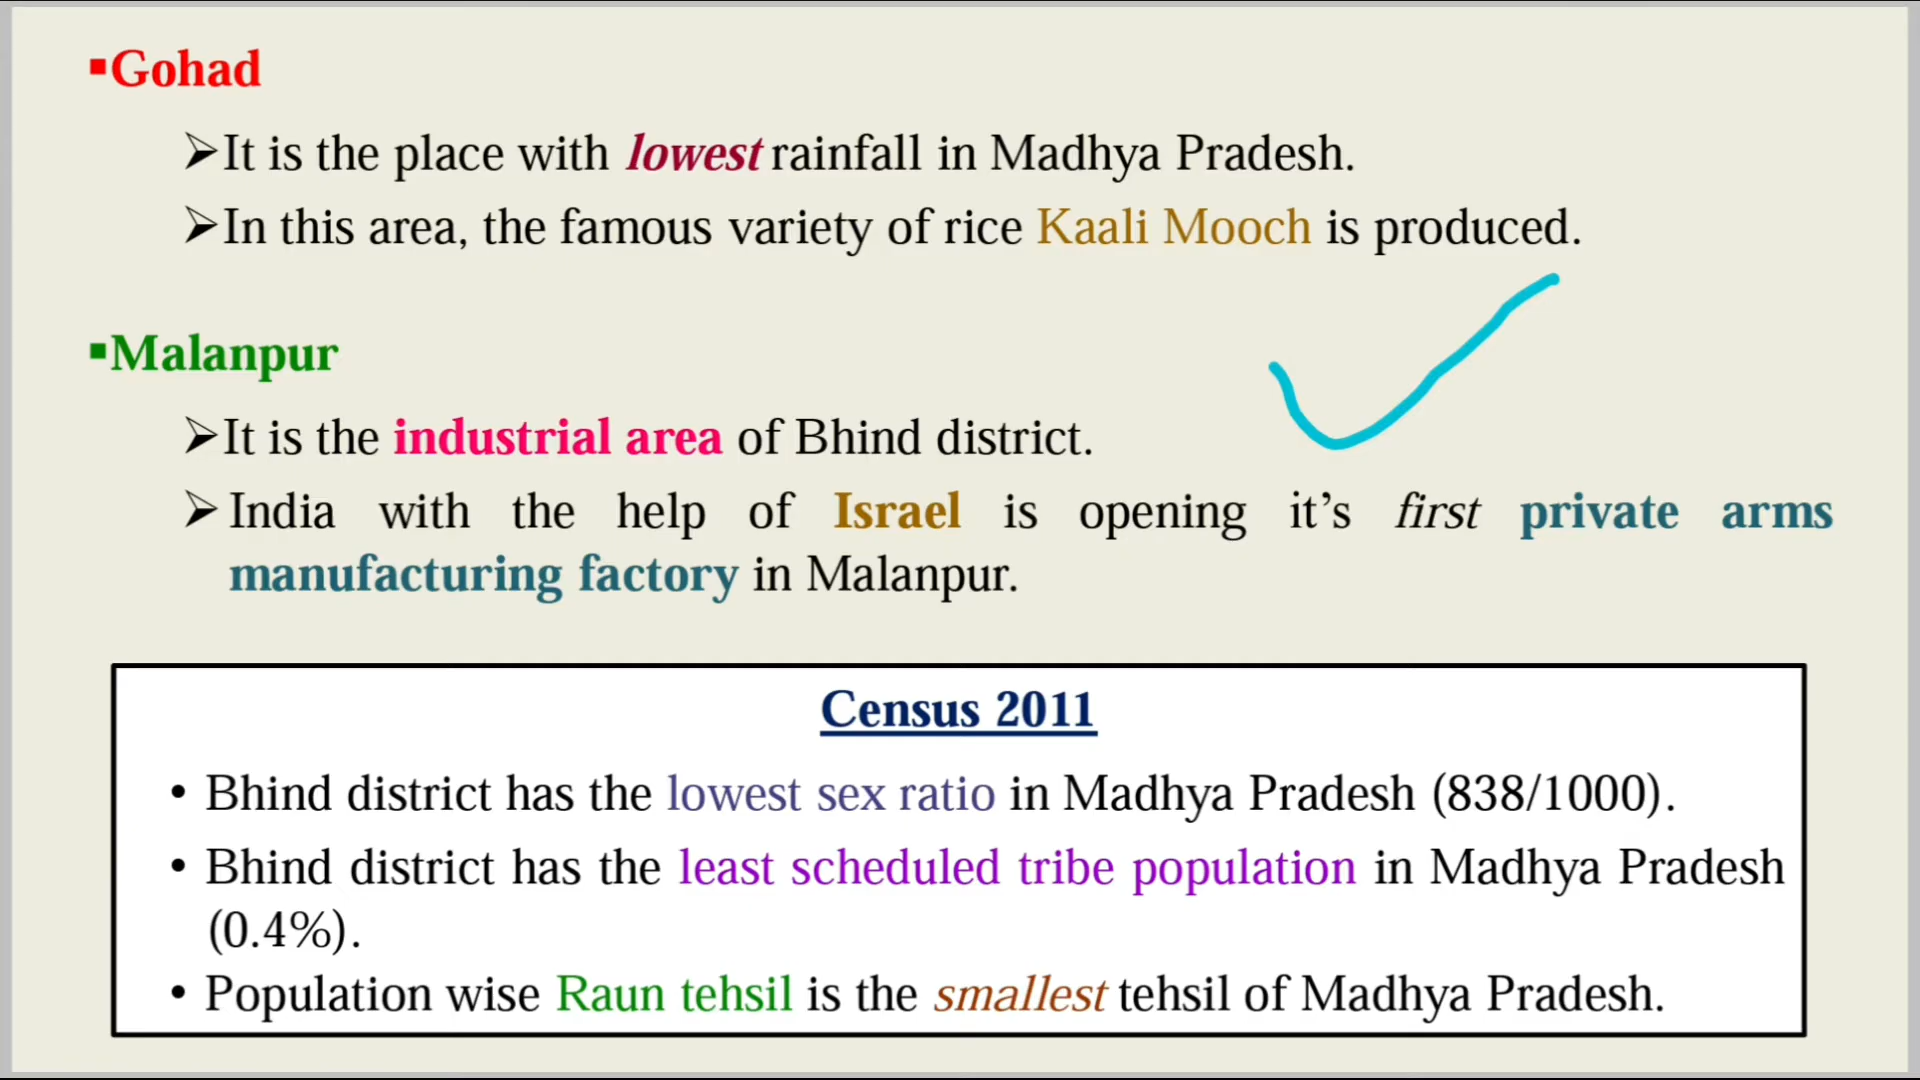 ▪Gohad
➢It is the place with lowest rainfall in Madhya Pradesh.
➢In this area, the famous variety of rice Kaali Mooch is produced.
▪Malanpur
➢It is the industrial area of Bhind district.
➢India with the help of Israel is opening it’s first private arms
manufacturing factory in Malanpur.
Census 2011
• Bhind district has the lowest sex ratio in Madhya Pradesh (838/1000).
• Bhind district has the least scheduled tribe population in Madhya Pradesh
(0.4%).
• Population wise Raun tehsil is the smallest tehsil of Madhya Pradesh.